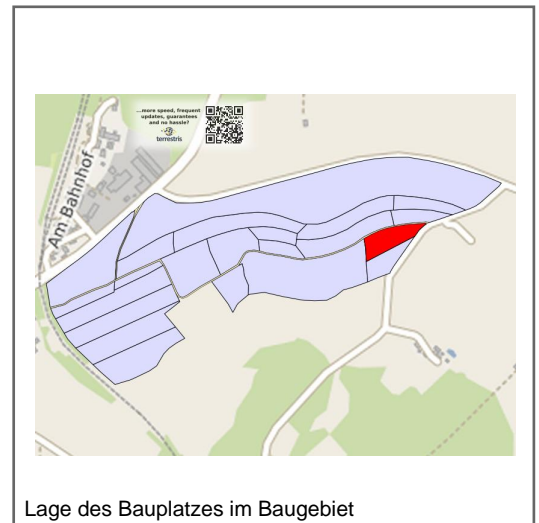 ...more speed, frequent
updates, guarantees
and no hassle?
terrestris
Am Bahnhof
Lage des Bauplatzes im Baugebiet